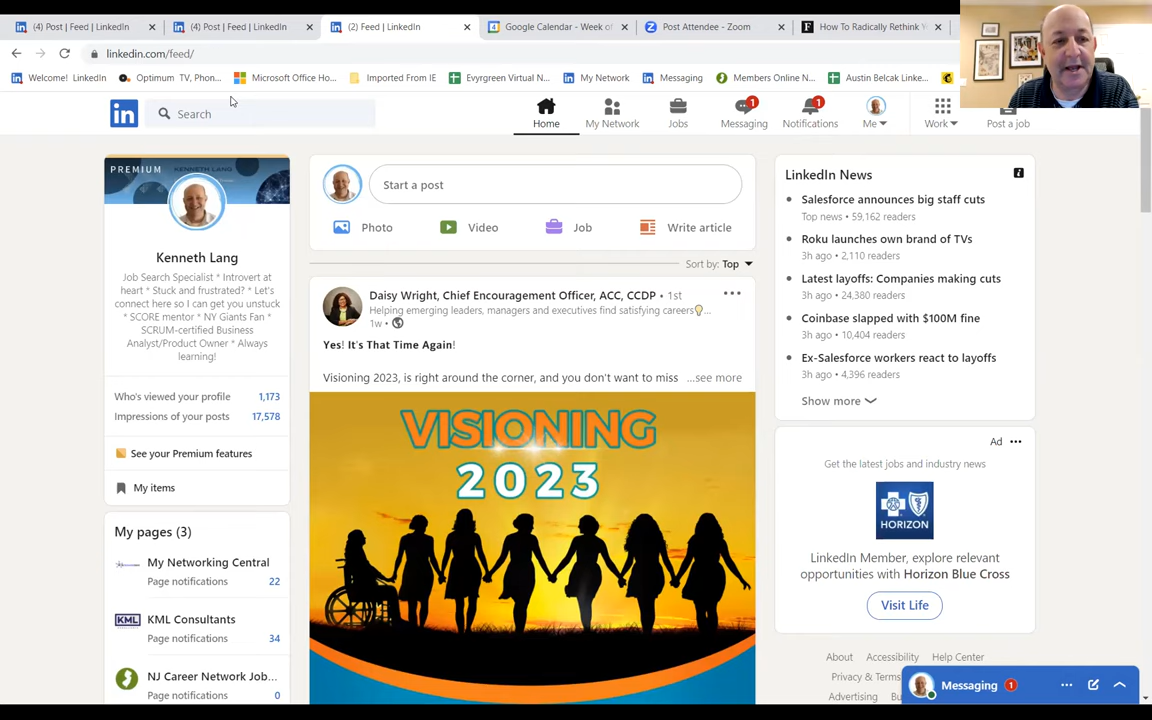 (4) Post | Feed | LinkedIn
(4) Post | Feed | LinkedIn
(2) Feed | LinkedIn
Google Calendar - Week of
Post Attendee - Zoom
How To Radically Rethink
linkedin.com/feed/
Welcome! LinkedIn
Optimum TV, Phon...
Microsoft Office Ho...
Imported From IE
Evyrgreen Virtual N...
My Network
Messaging
Members Online N...
Austin Belcak Linke...
in
Search
Home
My Network
Jobs
1
Messaging
1
Notifications
Me
Work
Post a job
PREMIUM
Kenneth Lang
Job Search Specialist * Introvert at
heart * Stuck and frustrated? * Let's
connect here so I can get you unstuck
* SCORE mentor * NY Giants Fan *
SCRUM-certified Business
Analyst/Product Owner * Always
learning!
Who's viewed your profile 1,173
Impressions of your posts 17,578
See your Premium features
My items
My pages (3)
My Networking Central
Page notifications 22
KML
KML Consultants
Page notifications 34
NJ Career Network Job...
Page notifications 0
Start a post
Photo
Video
Job
Write article
Sort by: Top
Daisy Wright, Chief Encouragement Officer, ACC, CCDP • 1st
Helping emerging leaders, managers and executives find satisfying careers💡...
1w •
Yes! It's That Time Again!
Visioning 2023, is right around the corner, and you don't want to miss ...see more
VISIONING
2023
LinkedIn News
Salesforce announces big staff cuts
Top news • 59,162 readers
Roku launches own brand of TVs
3h ago • 2,110 readers
Latest layoffs: Companies making cuts
3h ago • 24,380 readers
Coinbase slapped with $100M fine
3h ago • 10,404 readers
Ex-Salesforce workers react to layoffs
3h ago • 4,396 readers
Show more
Ad
Get the latest jobs and industry news
HORIZON
LinkedIn Member, explore relevant
opportunities with Horizon Blue Cross
Visit Life
About Accessibility Help Center
Privacy & Terms
Advertising
Messaging 1